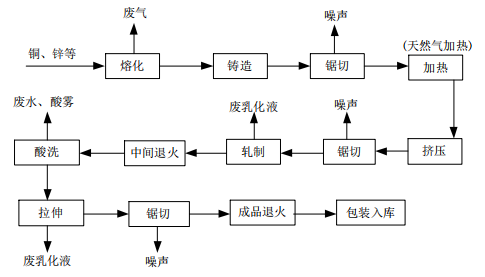 废气
噪声
(天然气加热)
铜、锌等
熔化
铸造
锯切
加热
废水、酸雾
废乳化液
噪声
酸洗
中间退火
轧制
锯切
挤压
拉伸
锯切
成品退火
包装入库
废乳化液
噪声